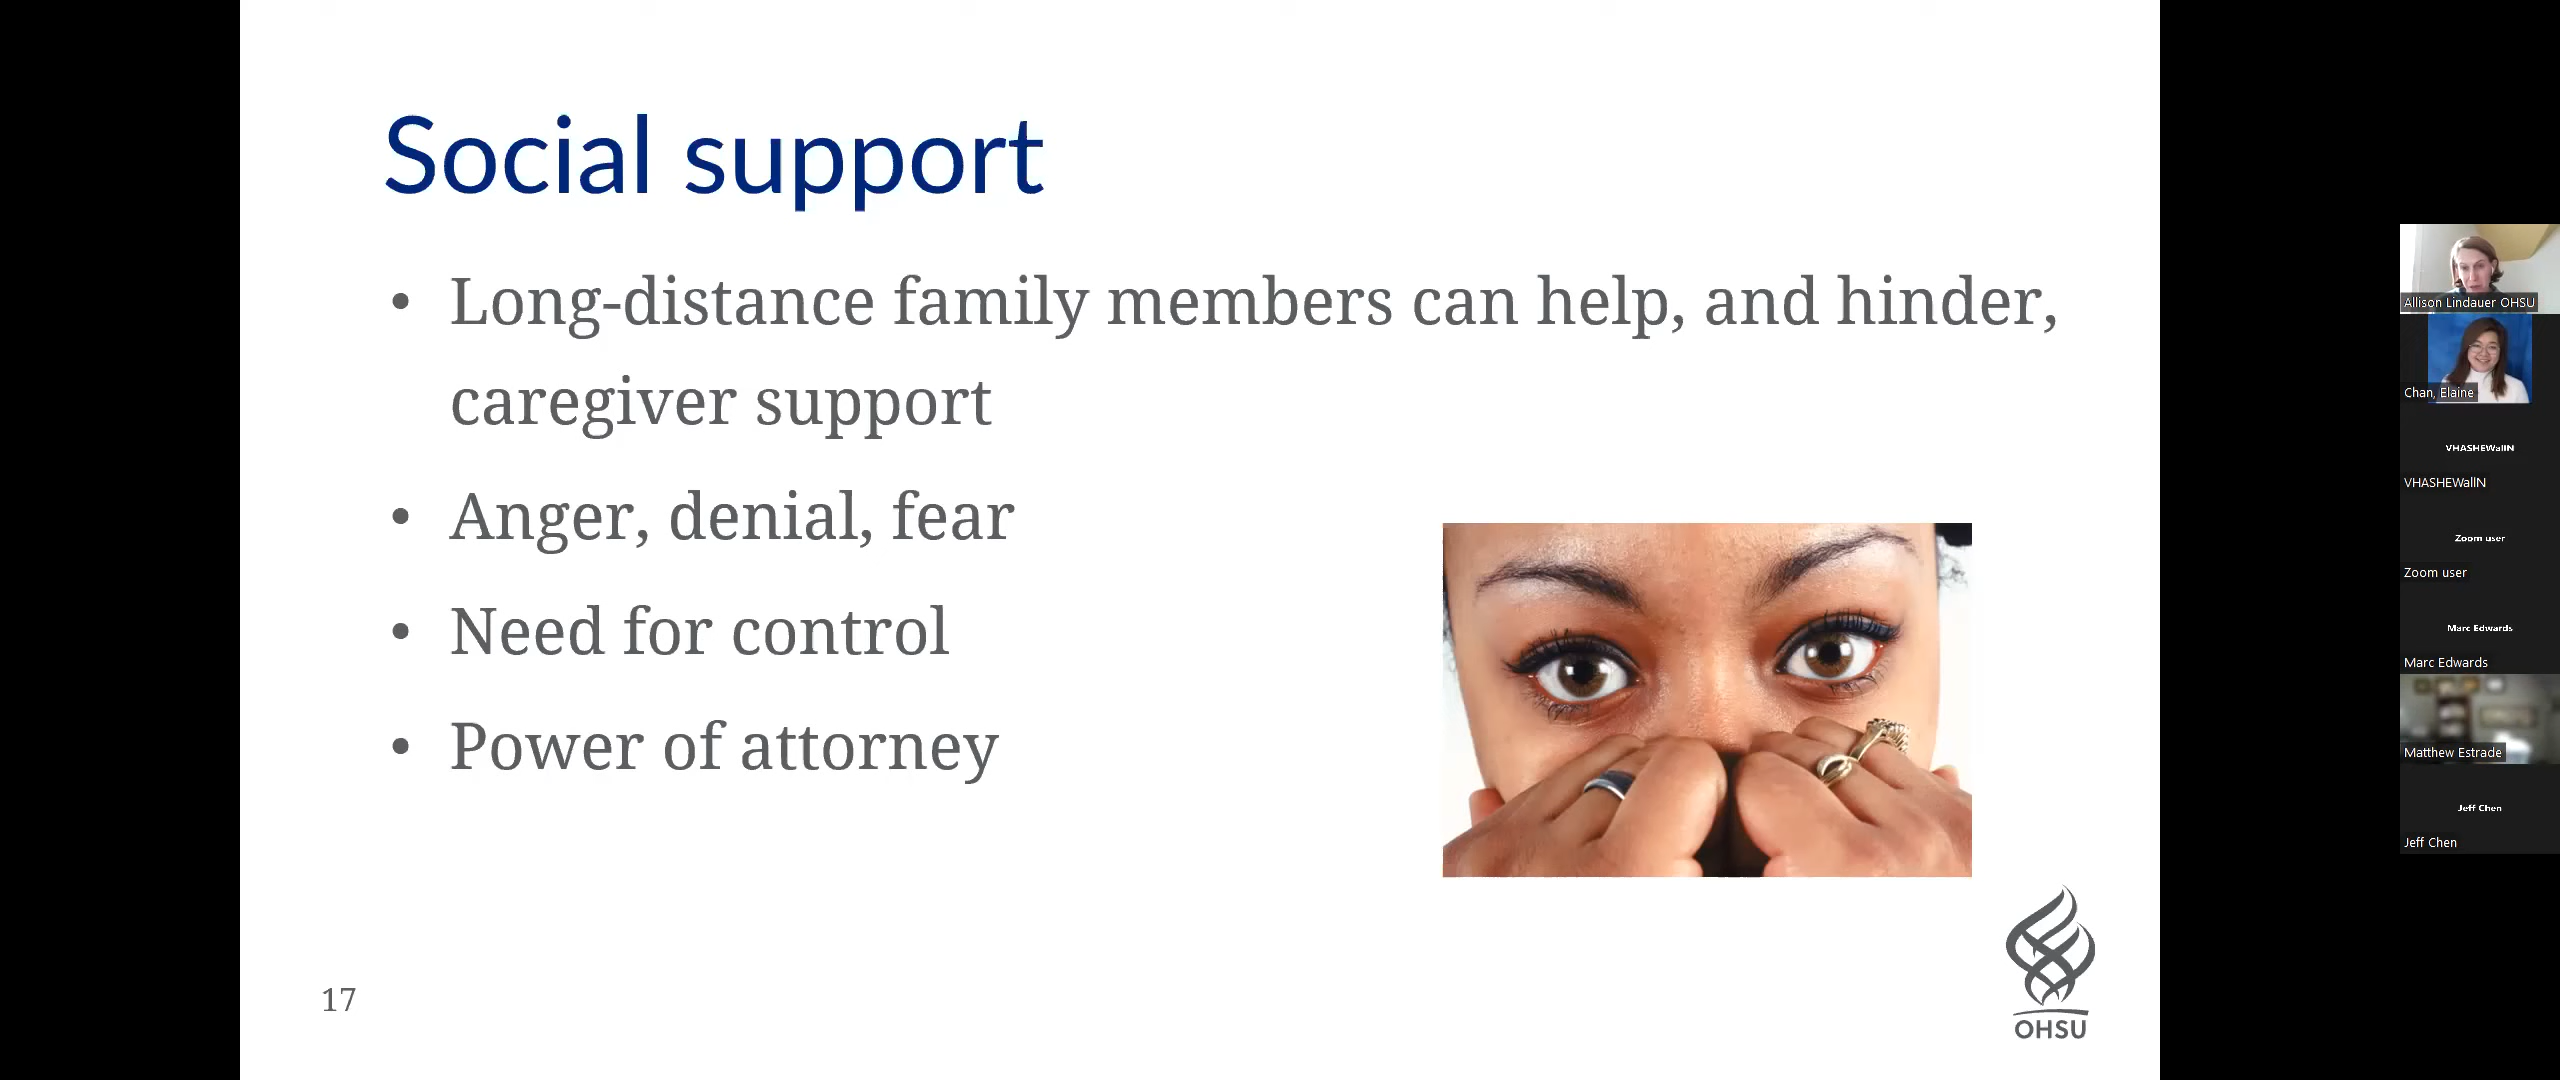 Social support
• Long-distance family members can help, and hinder,
caregiver support
• Anger, denial, fear
• Need for control
• Power of attorney
17
OHSU
Allison Lindauer OHSU
Chan, Elaine
VHASHEWallN
VHASHEWallN
Zoom user
Zoom user
Marc Edwards
Marc Edwards
Matthew Estrade
Jeff Chen
Jeff Chen